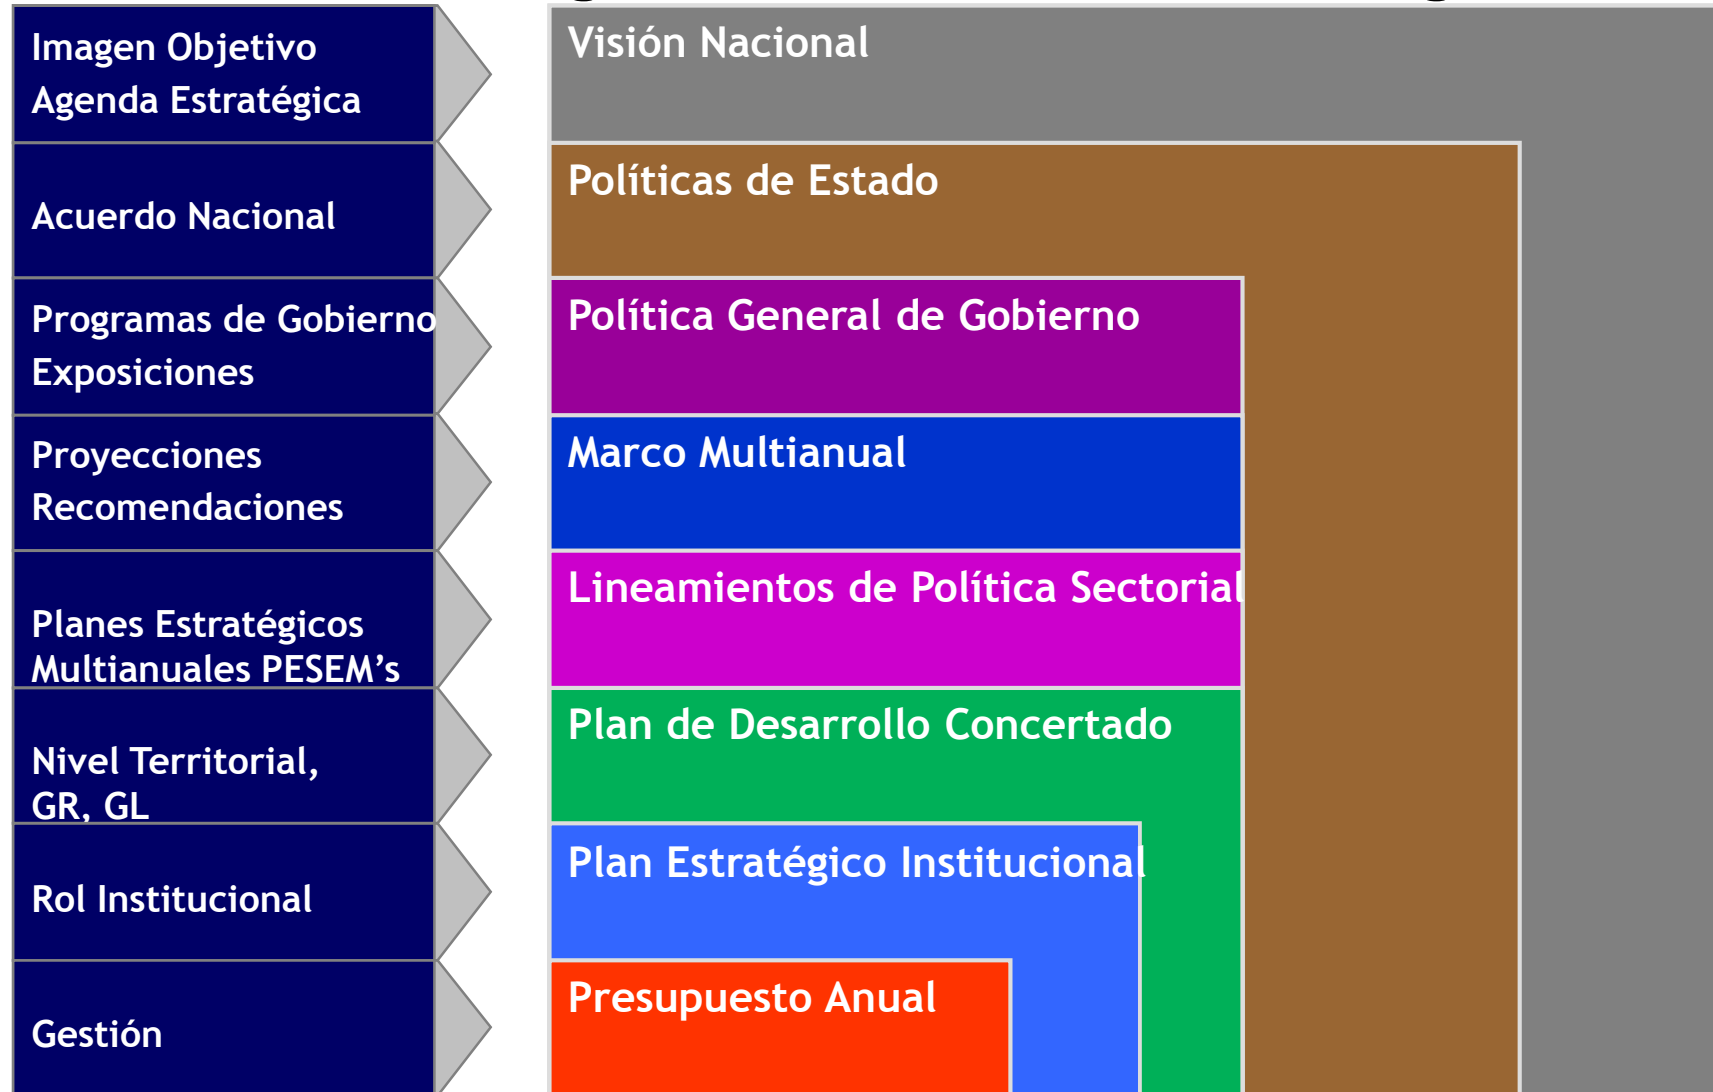 Imagen Objetivo
Agenda Estratégica
Visión Nacional
Acuerdo Nacional
Políticas de Estado
Programas de Gobierno
Exposiciones
Política General de Gobierno
Proyecciones
Recomendaciones
Marco Multianual
Planes Estratégicos
Multianuales PESEM’s
Lineamientos de Política Sectorial
Nivel Territorial,
GR, GL
Plan de Desarrollo Concertado
Rol Institucional
Plan Estratégico Institucional
Gestión
Presupuesto Anual